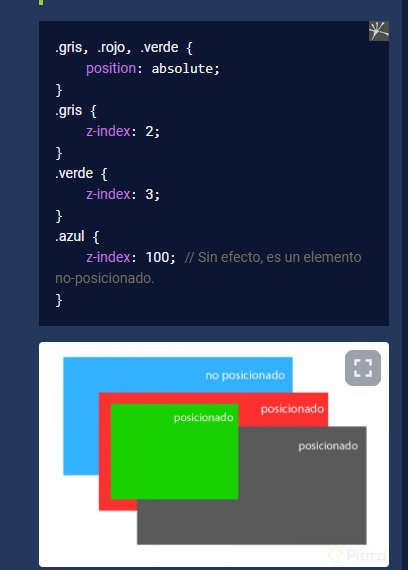 .gris, .rojo, .verde {
    position: absolute;
}
.gris {
    z-index: 2;
}
.verde {
    z-index: 3;
}
.azul {
    z-index: 100; // Sin efecto, es un elemento
no-posicionado.
}
no posicionado
posicionado
posicionado
posicionado
Platzi